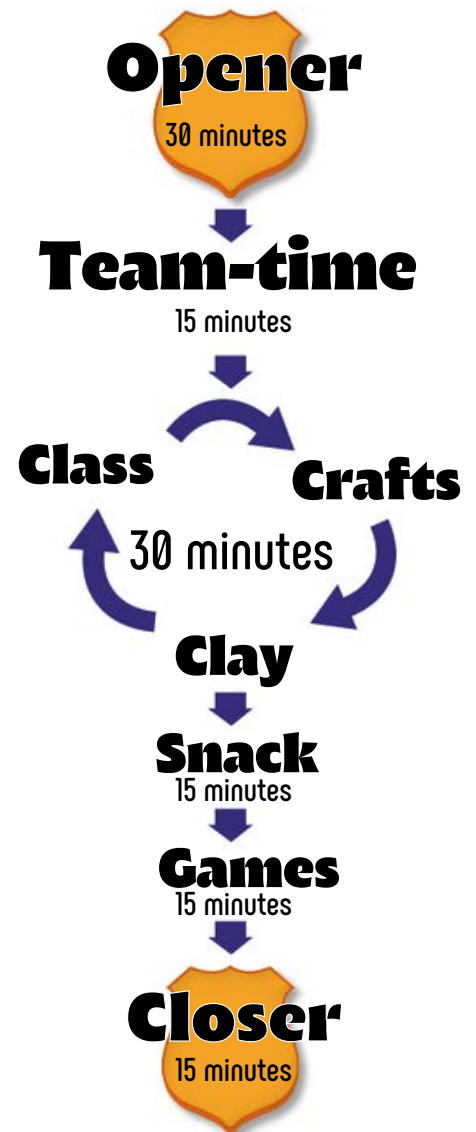 Opener
30 minutes
Team-time
15 minutes
Class
Crafts
30 minutes
Clay
Snack
15 minutes
Games
15 minutes
Closer
15 minutes